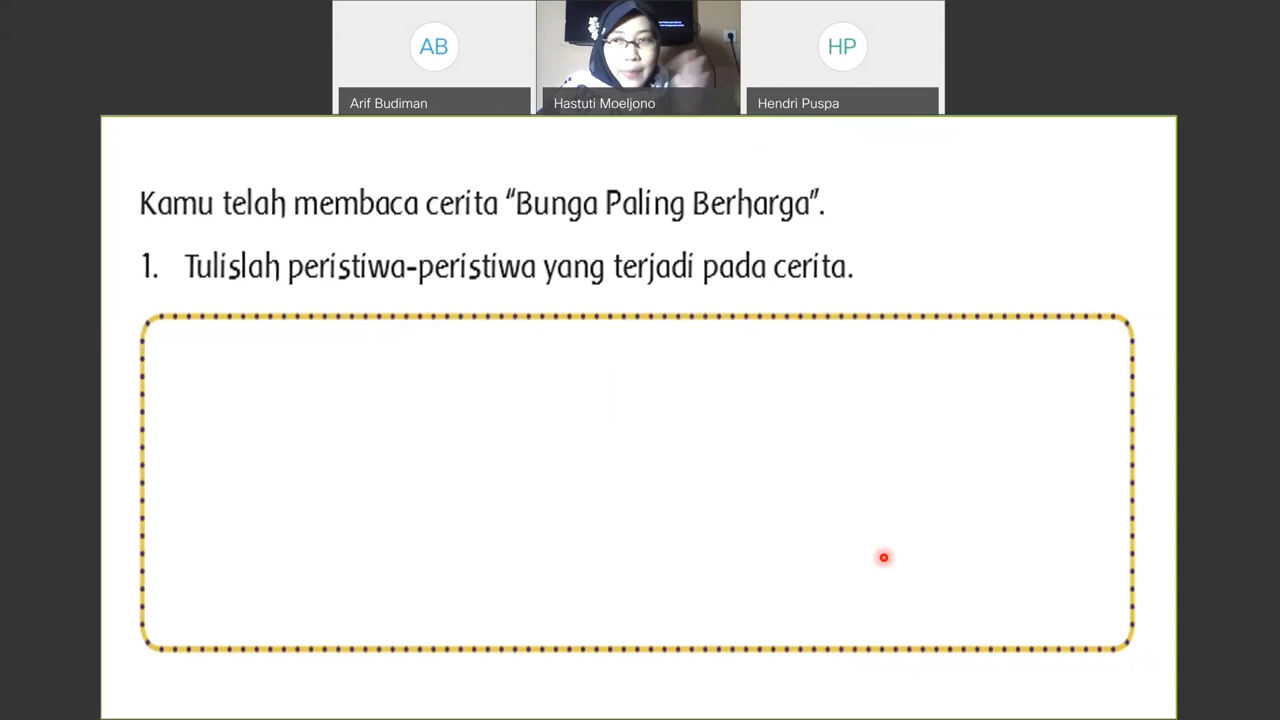 AB
HP
Arif Budiman
Hastuti Moeljono
Hendri Puspa
Kamu telah membaca cerita “Bunga Paling Berharga”.
1. Tulislah peristiwa-peristiwa yang terjadi pada cerita.